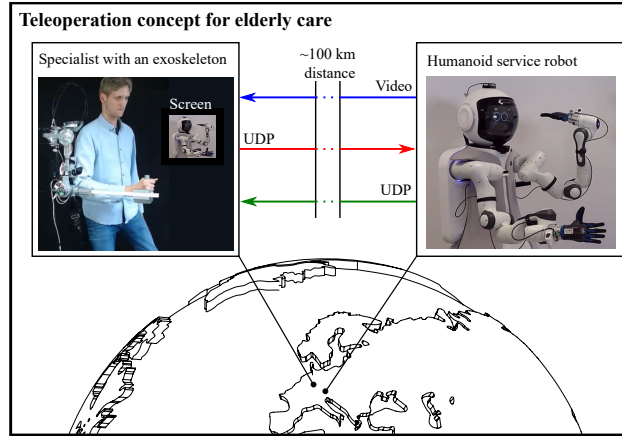 Teleoperation concept for elderly care
Specialist with an exoskeleton
~100 km
distance
Humanoid service robot
Screen
Video
UDP
UDP